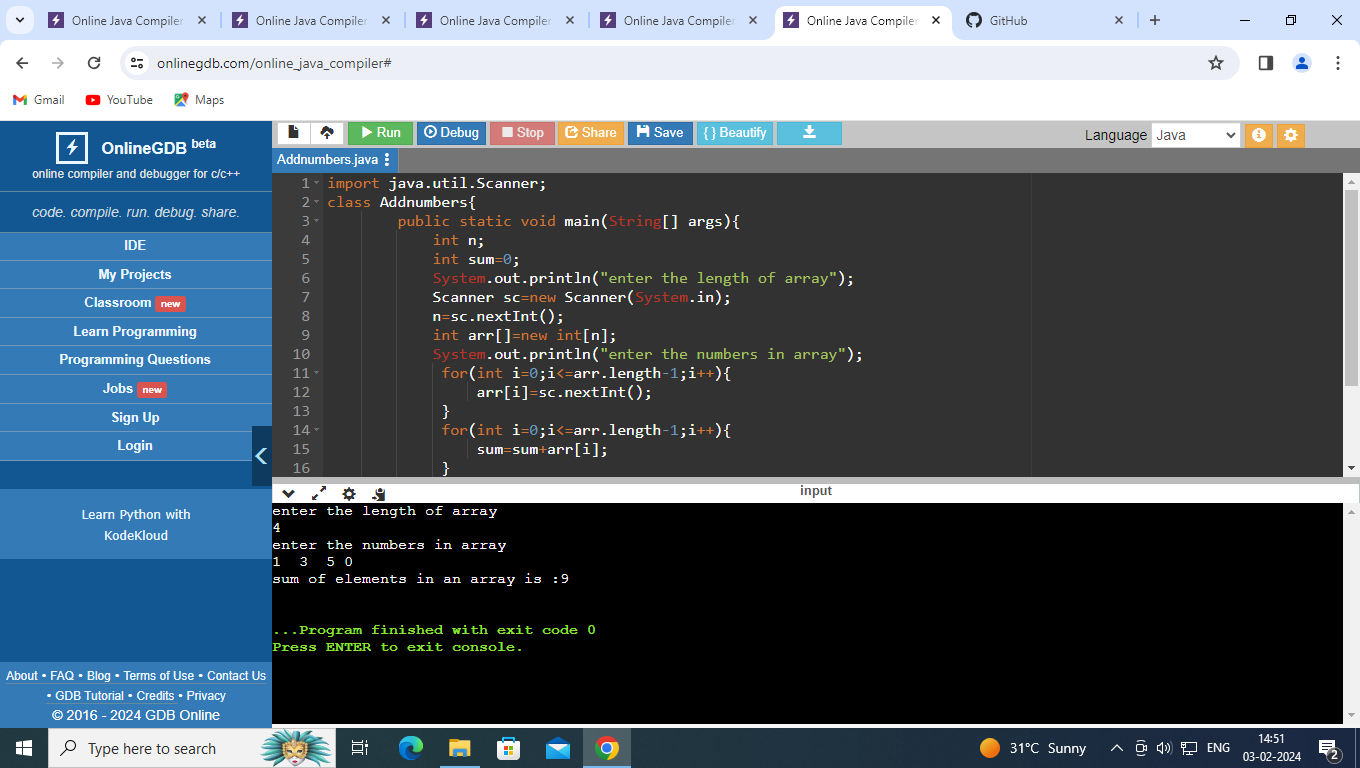 Online Java Compiler
Online Java Compiler
Online Java Compiler
Online Java Compiler
Online Java Compiler
GitHub
onlinegdb.com/online_java_compiler#
Gmail
YouTube
Maps
OnlineGDB beta
online compiler and debugger for c/c++
code. compile. run. debug. share.
IDE
My Projects
Classroom new
Learn Programming
Programming Questions
Jobs new
Sign Up
Login
Learn Python with
KodeKloud
About • FAQ • Blog • Terms of Use • Contact Us
• GDB Tutorial • Credits • Privacy
© 2016 - 2024 GDB Online
Run Debug Stop Share Save { } Beautify
Language Java
Addnumbers.java
1 import java.util.Scanner;
2 class Addnumbers{
3 public static void main(String[] args){
4 int n;
5 int sum=0;
6 System.out.println("enter the length of array");
7 Scanner sc=new Scanner(System.in);
8 n=sc.nextInt();
9 int arr[]=new int[n];
10 System.out.println("enter the numbers in array");
11 for(int i=0;i<=arr.length-1;i++){
12 arr[i]=sc.nextInt();
13 }
14 for(int i=0;i<=arr.length-1;i++){
15 sum=sum+arr[i];
16 }
input
enter the length of array
4
enter the numbers in array
1  3  5 0
sum of elements in an array is :9
...Program finished with exit code 0
Press ENTER to exit console.
Type here to search
31°C Sunny
ENG
14:51
03-02-2024
2